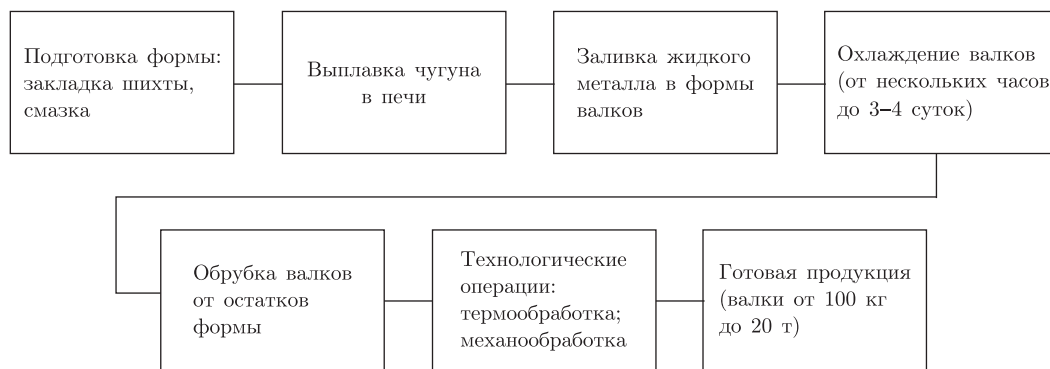 Подготовка формы:
закладка шихты,
смазка
Выплавка чугуна
в печи
Заливка жидкого
металла в формы
валков
Охлаждение валков
(от нескольких часов
до 3–4 суток)
Обрубка валков
от остатков
формы
Технологические
операции:
термообработка;
механообработка
Готовая продукция
(валки от 100 кг
до 20 т)